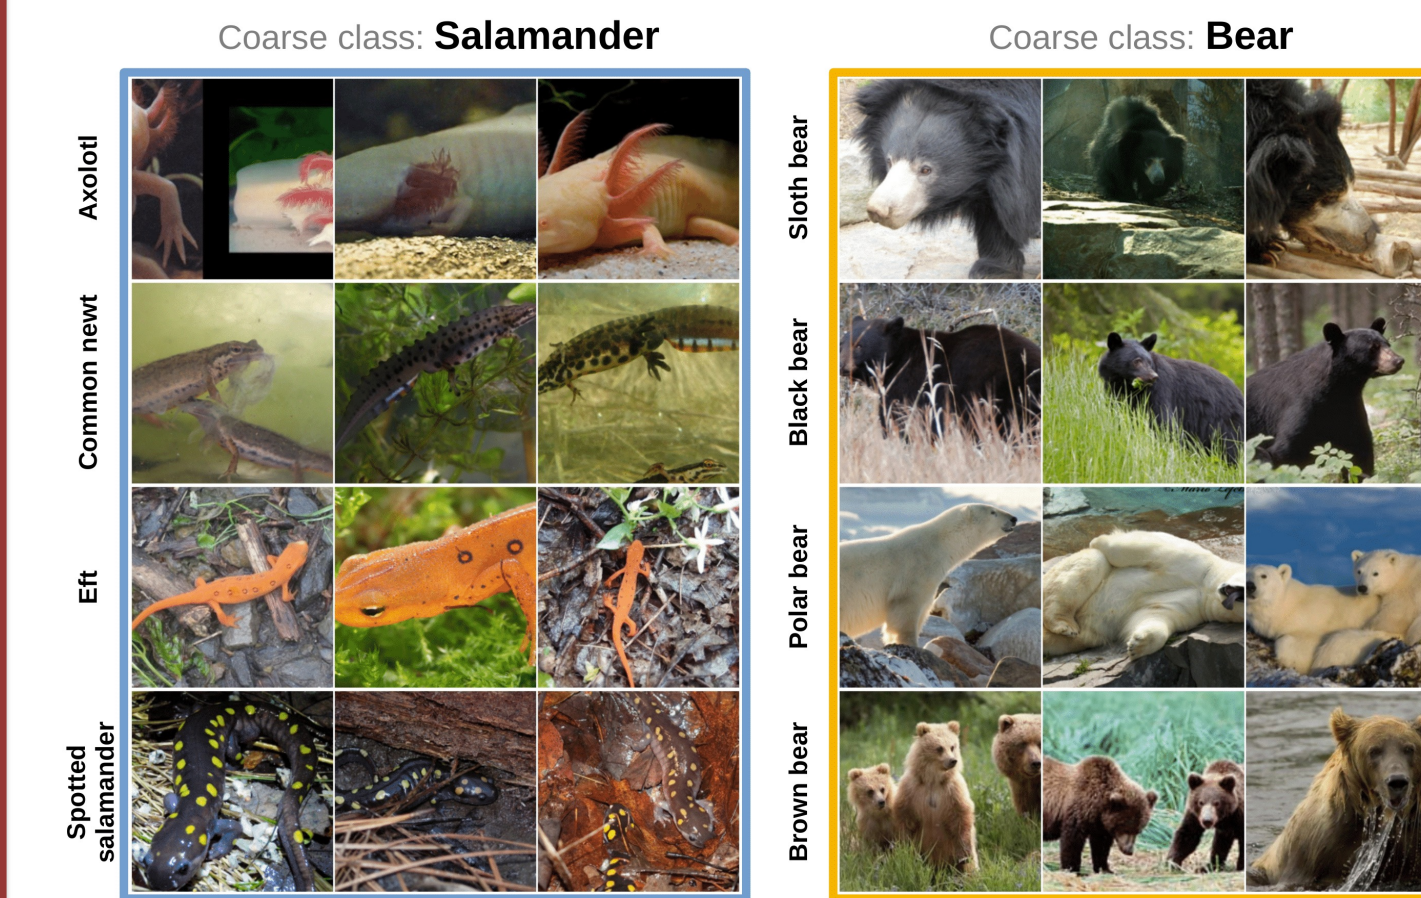 Coarse class: Salamander
Axolotl
Common newt
Eft
Spotted
salamander
Coarse class: Bear
Sloth bear
Black bear
Polar bear
Brown bear